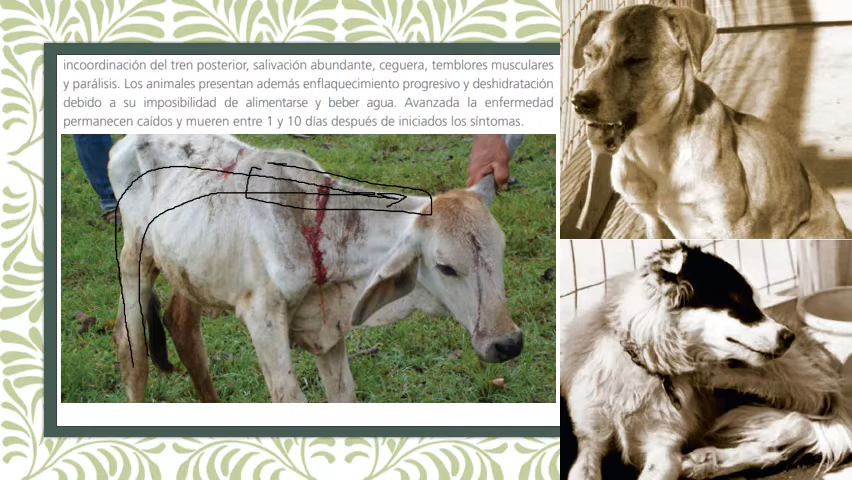 incoordinación del tren posterior, salivación abundante, ceguera, temblores musculares
y parálisis. Los animales presentan además enflaquecimiento progresivo y deshidratación
debido a su imposibilidad de alimentarse y beber agua. Avanzada la enfermedad
permanecen caídos y mueren entre 1 y 10 días después de iniciados los síntomas.